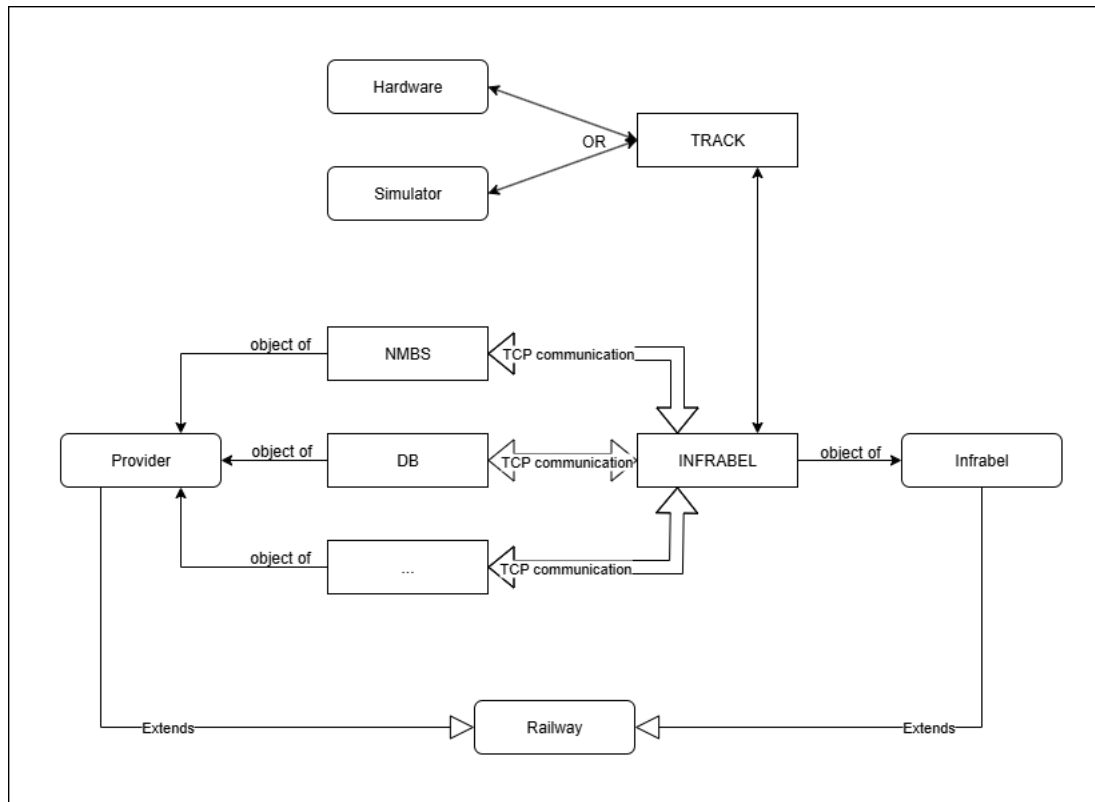 Hardware
OR
TRACK
Simulator
object of
NMBS
TCP communication
Provider
object of
DB
TCP communication
INFRABEL
object of
Infrabel
object of
...
TCP communication
Extends
Railway
Extends